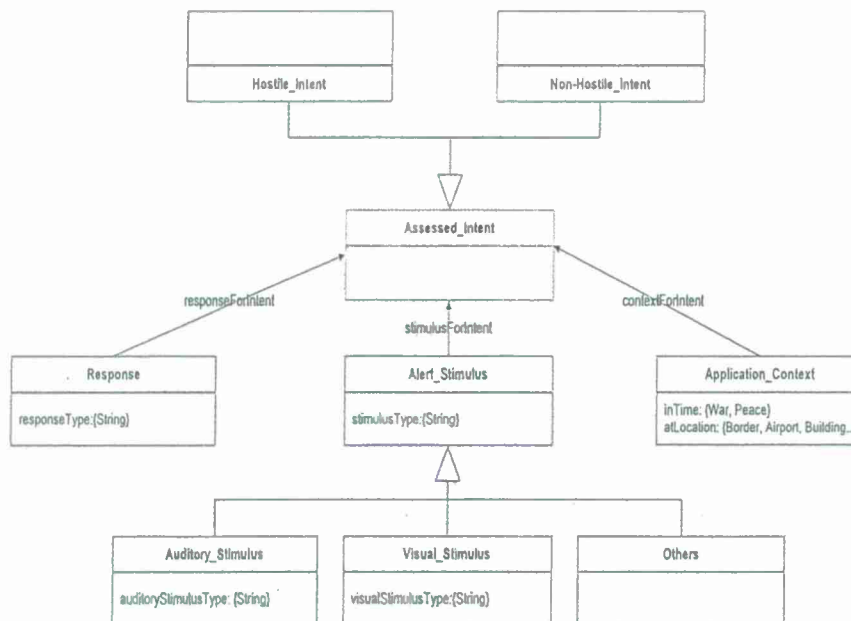 Hostile_Intent
Non-Hostile_Intent
Assessed_Intent
responseForIntent
contextForIntent
stimulusForIntent
Response
Alert_Stimulus
Application_Context
responseType:{String}
stimulusType:{String}
inTime: {War, Peace}
atLocation: {Border, Airport, Building...
Auditory_Stimulus
Visual_Stimulus
Others
auditoryStimulusType: {String}
visualStimulusType:{String}